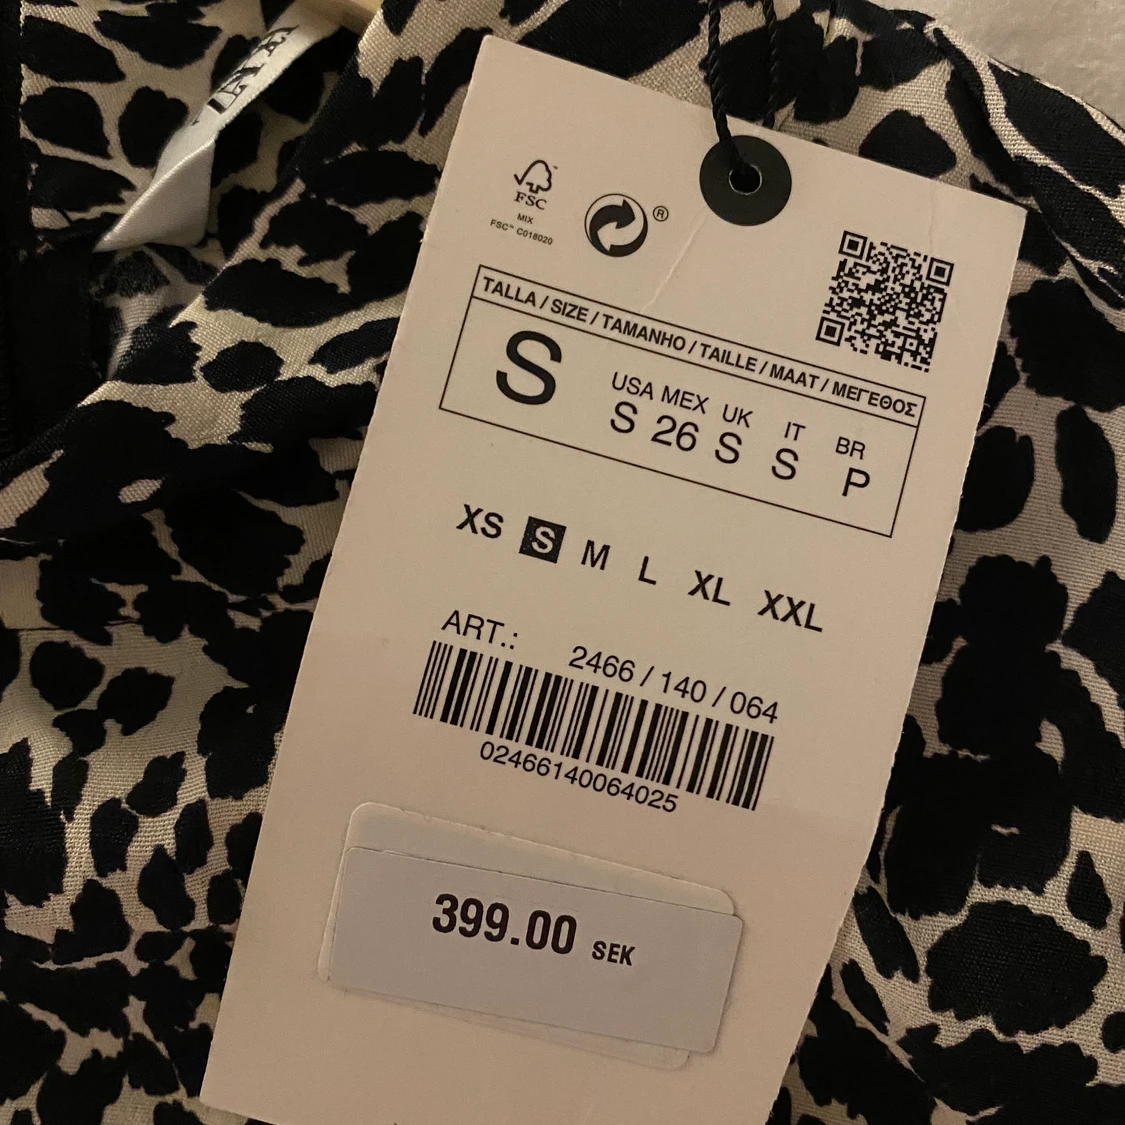 FSC™
MIX
FSC™ C018020
®
TALLA / SIZE / TAMANHO / TAILLE / MAAT / ΜΕΓΕΘΟΣ
S
USA MEX UK IT BR
S 26 S S P
XS S M L XL XXL
ART.: 2466 / 140 / 064
02466140064025
399.00 SEK